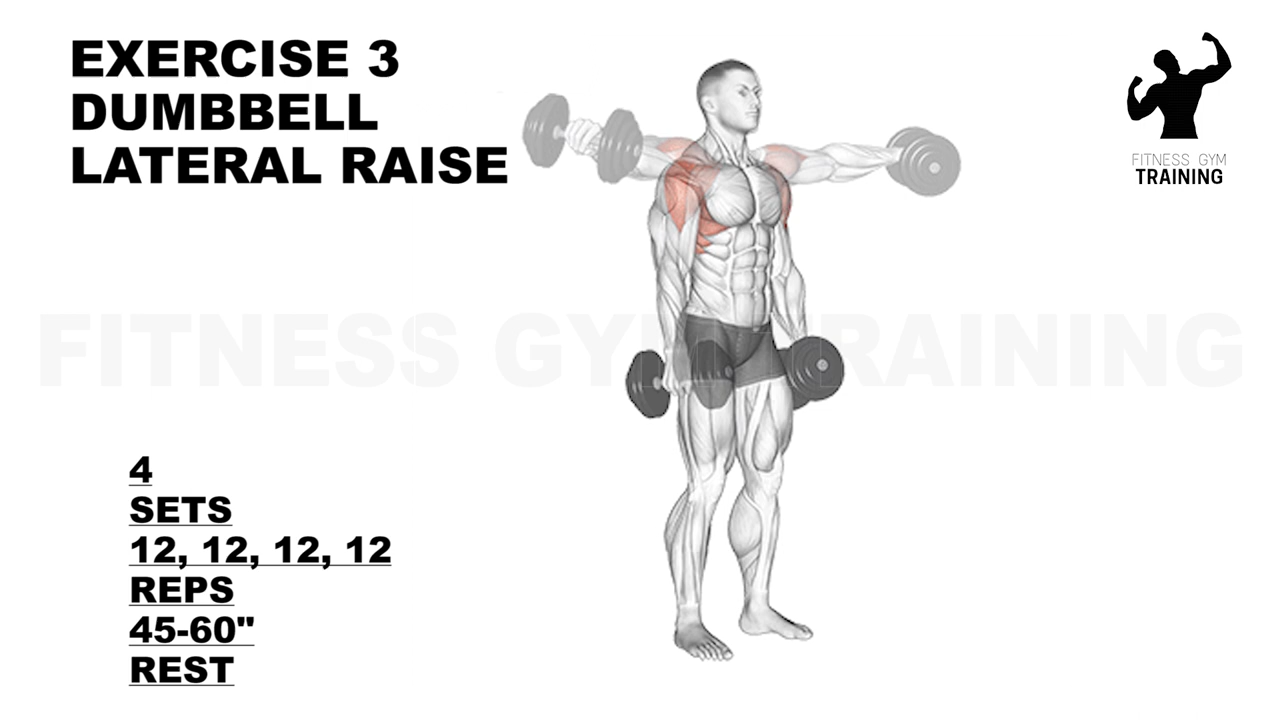 EXERCISE 3
DUMBBELL
LATERAL RAISE
FITNESS GYM
TRAINING
FITNESS GYM TRAINING
4
SETS
12, 12, 12, 12
REPS
45-60"
REST